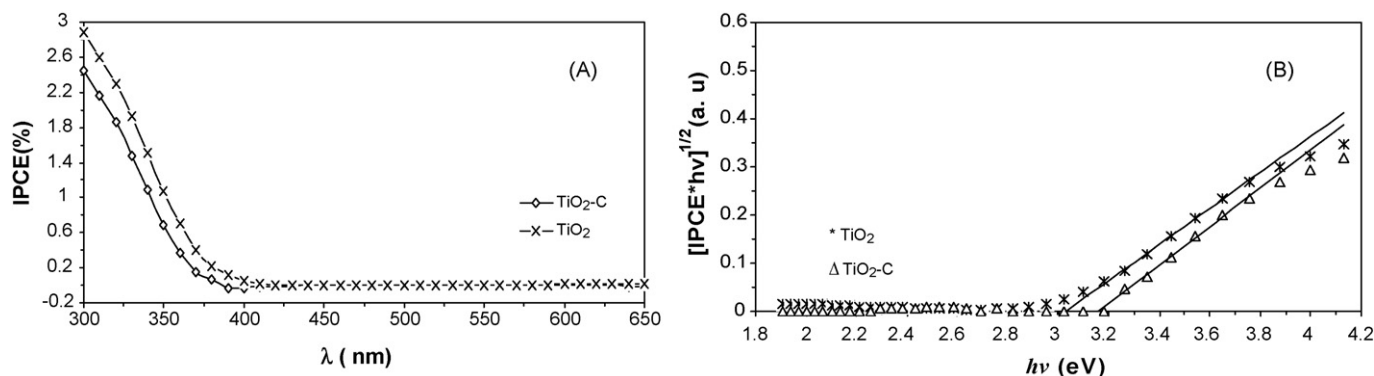 3
2.6
2.2
1.8
1.4
1
0.6
0.2
-0.2
IPCE(%)
(A)
TiO₂-C
TiO₂
300 350 400 450 500 550 600 650
λ ( nm)
0.6
0.5
0.4
0.3
0.2
0.1
0
[IPCE*hv]^1/2 (a. u)
(B)
* TiO₂
Δ TiO₂-C
1.8 2 2.2 2.4 2.6 2.8 3 3.2 3.4 3.6 3.8 4 4.2
hν (eV)